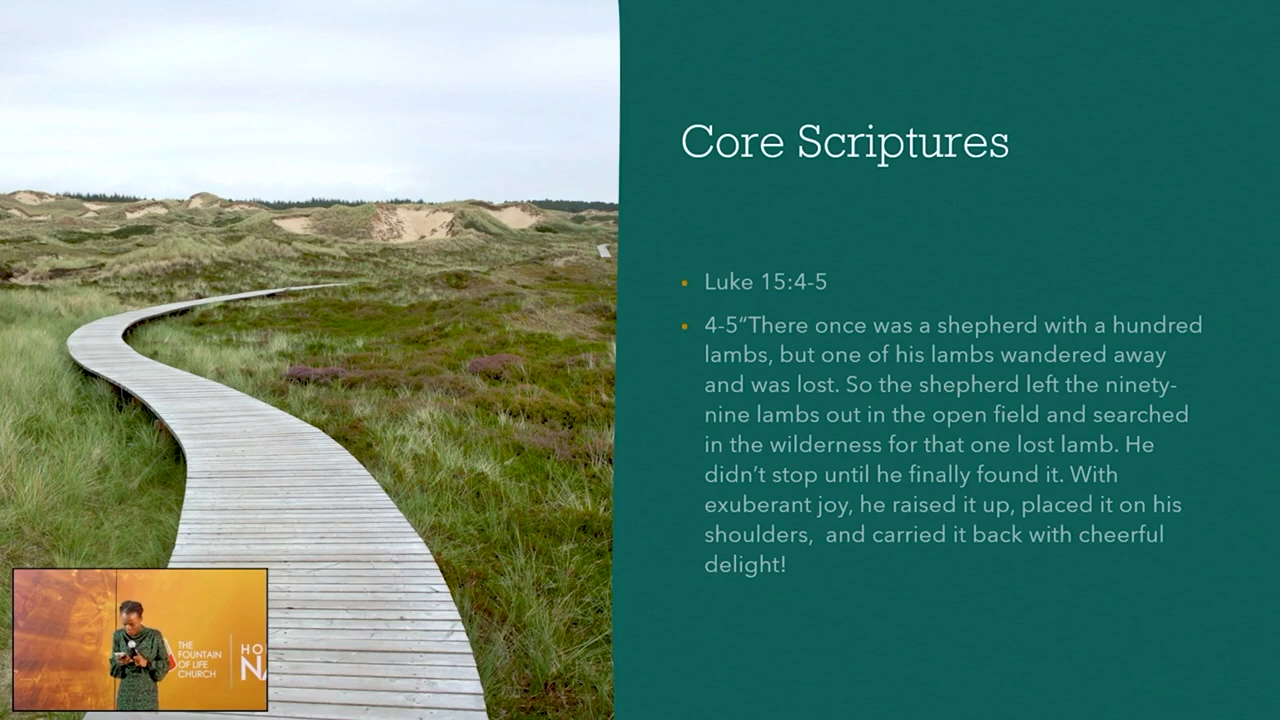 Core Scriptures
Luke 15:4-5
4-5“There once was a shepherd with a hundred
lambs, but one of his lambs wandered away
and was lost. So the shepherd left the ninety-
nine lambs out in the open field and searched
in the wilderness for that one lost lamb. He
didn’t stop until he finally found it. With
exuberant joy, he raised it up, placed it on his
shoulders,  and carried it back with cheerful
delight!
THE
FOUNTAIN
OF LIFE
CHURCH
HO
NA